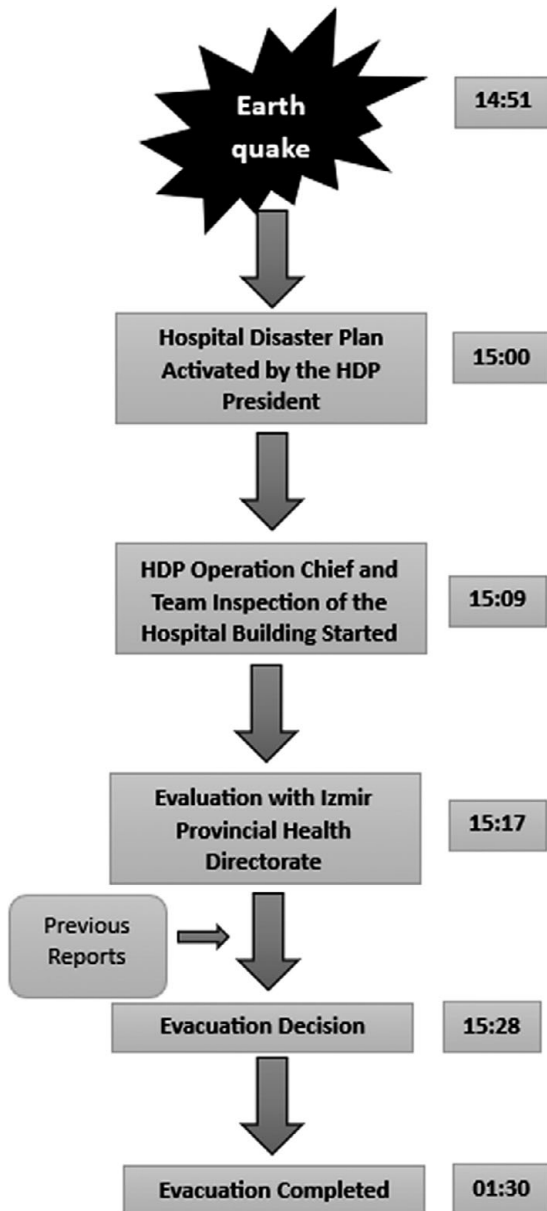 Earth
quake
14:51
Hospital Disaster Plan
Activated by the HDP
President
15:00
HDP Operation Chief and
Team Inspection of the
Hospital Building Started
15:09
Evaluation with Izmir
Provincial Health
Directorate
15:17
Previous
Reports
Evacuation Decision
15:28
Evacuation Completed
01:30